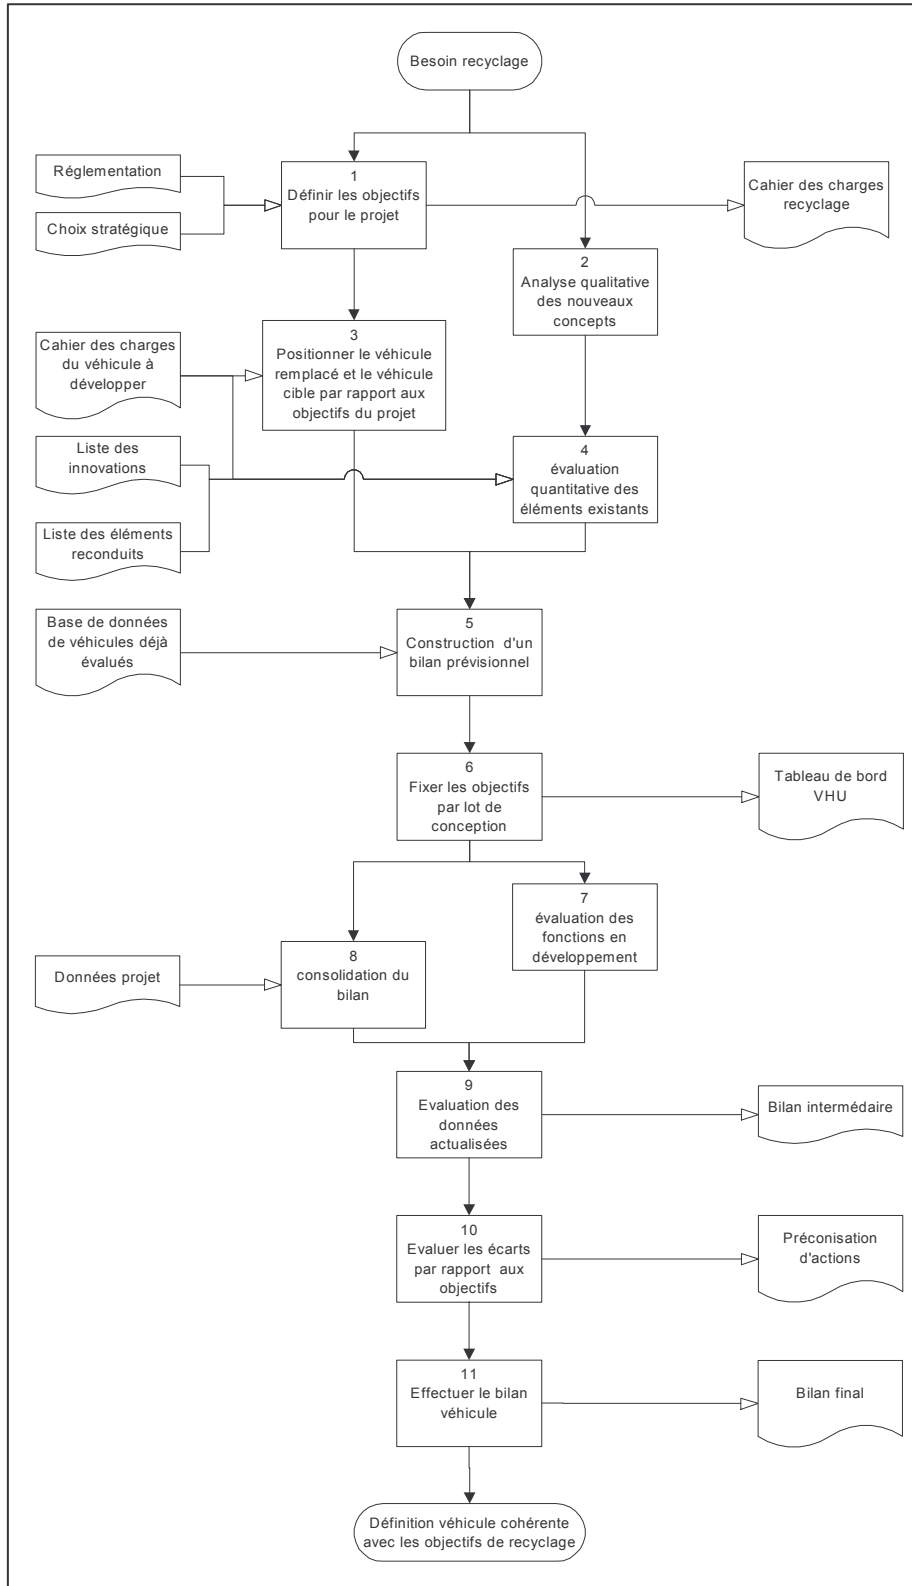 Besoin recyclage
Réglementation
Choix stratégique
1
Définir les objectifs
pour le projet
Cahier des charges
recyclage
2
Analyse qualitative
des nouveaux
concepts
Cahier des charges
du véhicule à
développer
3
Positionner le véhicule
remplacé et le véhicule
cible par rapport aux
objectifs du projet
Liste des
innovations
Liste des éléments
reconduits
4
évaluation
quantitative des
éléments existants
Base de données
de véhicules déjà
évalués
5
Construction d'un
bilan prévisionnel
6
Fixer les objectifs
par lot de
conception
Tableau de bord
VHU
7
évaluation des
fonctions en
développement
Données projet
8
consolidation du
bilan
9
Evaluation des
données
actualisées
Bilan intermédaire
10
Evaluer les écarts
par rapport aux
objectifs
Préconisation
d'actions
11
Effectuer le bilan
véhicule
Bilan final
Définition véhicule cohérente
avec les objectifs de recyclage